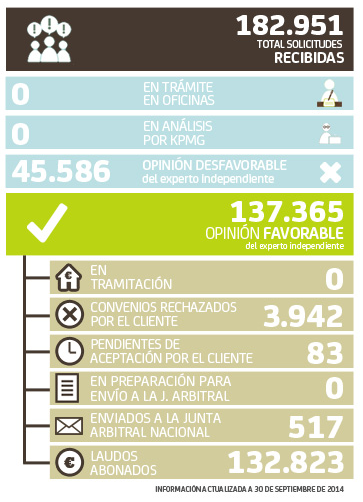 182.951
TOTAL SOLICITUDES
RECIBIDAS
0
EN TRÁMITE
EN OFICINAS
0
EN ANÁLISIS
POR KPMG
45.586
OPINIÓN DESFAVORABLE
del experto independiente
137.365
OPINIÓN FAVORABLE
del experto independiente
EN
TRAMITACIÓN
0
CONVENIOS RECHAZADOS
POR EL CLIENTE
3.942
PENDIENTES DE
ACEPTACIÓN POR EL CLIENTE
83
EN PREPARACIÓN PARA
ENVÍO A LA J. ARBITRAL
0
ENVIADOS A LA JUNTA
ARBITRAL NACIONAL
517
LAUDOS
ABONADOS
132.823
INFORMACIÓN ACTUALIZADA A 30 DE SEPTIEMBRE DE 2014